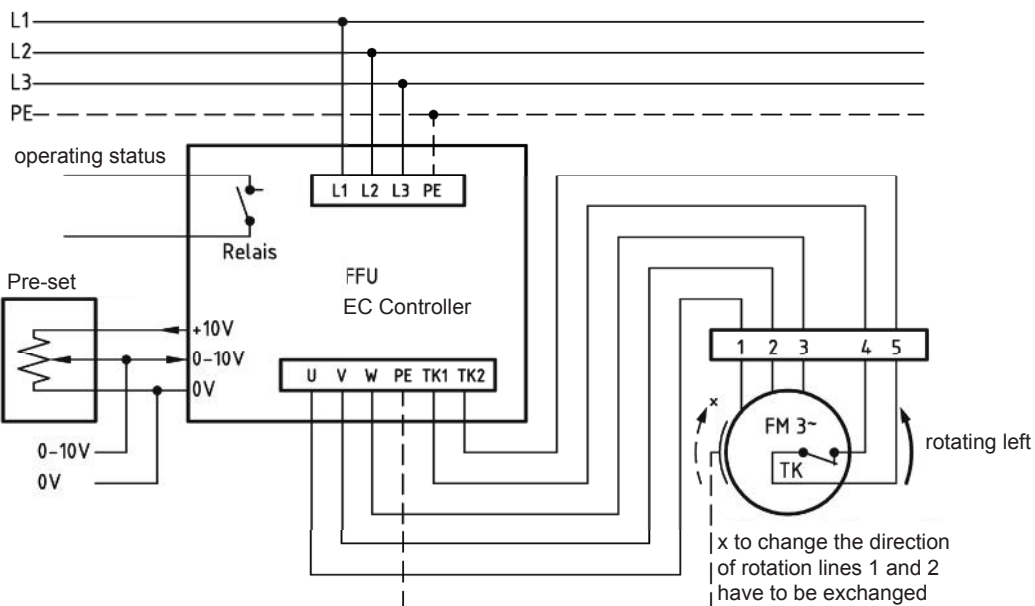 L1
L2
L3
PE
operating status
L1 L2 L3 PE
Relais
FFU
EC Controller
Pre-set
+10V
0-10V
0V
U V W PE TK1 TK2
0-10V
0V
1 2 3 4 5
x
FM 3~
TK
rotating left
x to change the direction
of rotation lines 1 and 2
have to be exchanged